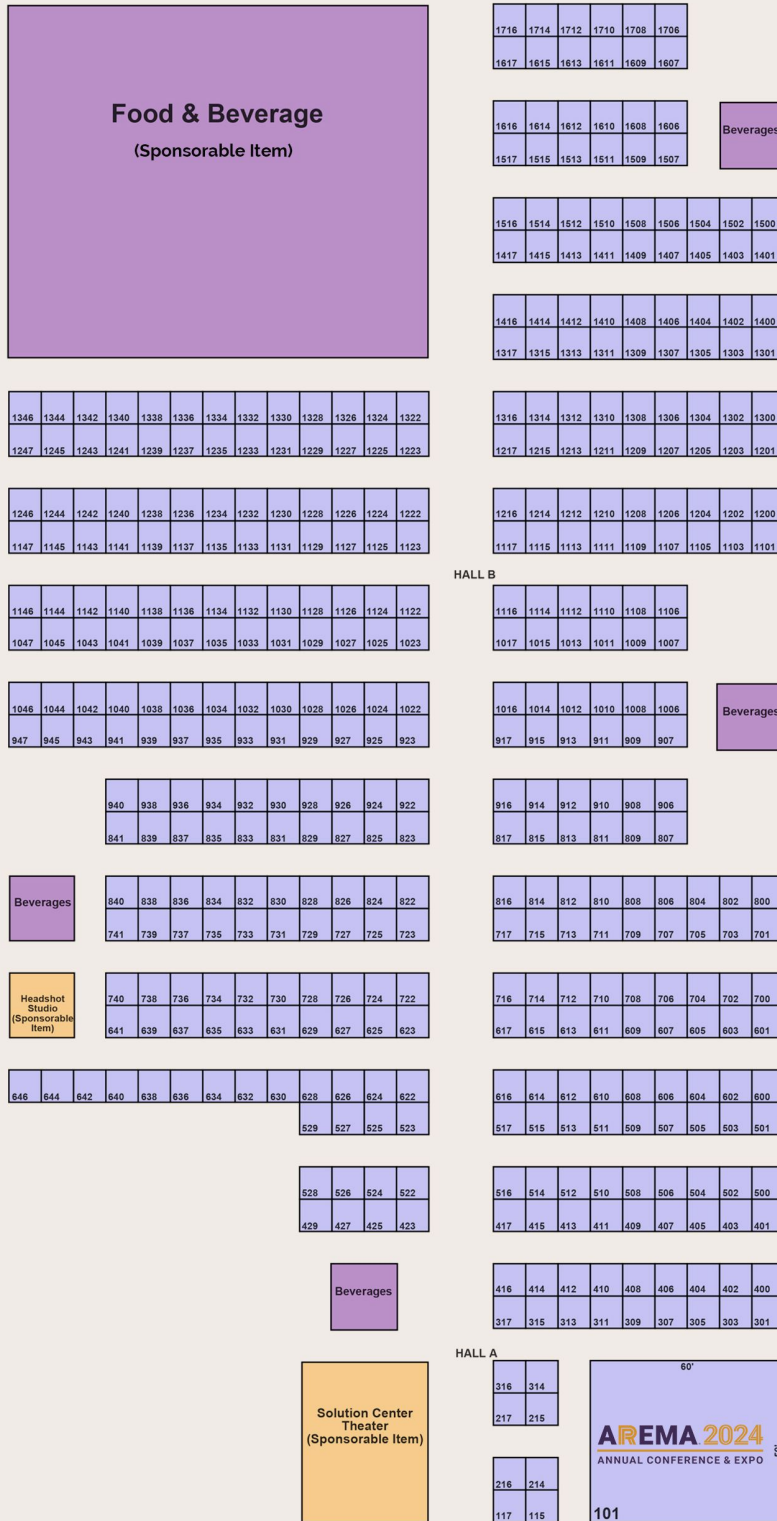 Food & Beverage
(Sponsorable Item)
1716 1714 1712 1710 1708 1706
1617 1615 1613 1611 1609 1607
1616 1614 1612 1610 1608 1606
Beverages
1517 1515 1513 1511 1509 1507
1516 1514 1512 1510 1508 1506 1504 1502 1500
1417 1415 1413 1411 1409 1407 1405 1403 1401
1416 1414 1412 1410 1408 1406 1404 1402 1400
1317 1315 1313 1311 1309 1307 1305 1303 1301
1346 1344 1342 1340 1338 1336 1334 1332 1330 1328 1326 1324 1322 1316 1314 1312 1310 1308 1306 1304 1302 1300
1247 1245 1243 1241 1239 1237 1235 1233 1231 1229 1227 1225 1223 1217 1215 1213 1211 1209 1207 1205 1203 1201
1246 1244 1242 1240 1238 1236 1234 1232 1230 1228 1226 1224 1222 1216 1214 1212 1210 1208 1206 1204 1202 1200
1147 1145 1143 1141 1139 1137 1135 1133 1131 1129 1127 1125 1123 1117 1115 1113 1111 1109 1107 1105 1103 1101
HALL B
1146 1144 1142 1140 1138 1136 1134 1132 1130 1128 1126 1124 1122 1116 1114 1112 1110 1108 1106
1047 1045 1043 1041 1039 1037 1035 1033 1031 1029 1027 1025 1023 1017 1015 1013 1011 1009 1007
1046 1044 1042 1040 1038 1036 1034 1032 1030 1028 1026 1024 1022 1016 1014 1012 1010 1008 1006
Beverages
947 945 943 941 939 937 935 933 931 929 927 925 923 917 915 913 911 909 907
940 938 936 934 932 930 928 926 924 922 916 914 912 910 908 906
841 839 837 835 833 831 829 827 825 823 817 815 813 811 809 807
Beverages
840 838 836 834 832 830 828 826 824 822 816 814 812 810 808 806 804 802 800
741 739 737 735 733 731 729 727 725 723 717 715 713 711 709 707 705 703 701
Headshot
Studio
(Sponsorable
Item)
740 738 736 734 732 730 728 726 724 722 716 714 712 710 708 706 704 702 700
641 639 637 635 633 631 629 627 625 623 617 615 613 611 609 607 605 603 601
646 644 642 640 638 636 634 632 630 628 626 624 622 616 614 612 610 608 606 604 602 600
529 527 525 523 517 515 513 511 509 507 505 503 501
528 526 524 522 516 514 512 510 508 506 504 502 500
429 427 425 423 417 415 413 411 409 407 405 403 401
Beverages
416 414 412 410 408 406 404 402 400
317 315 313 311 309 307 305 303 301
HALL A
316 314
217 215
60'
Solution Center
Theater
(Sponsorable Item)
AREMA 2024
ANNUAL CONFERENCE & EXPO
216 214
117 115
101